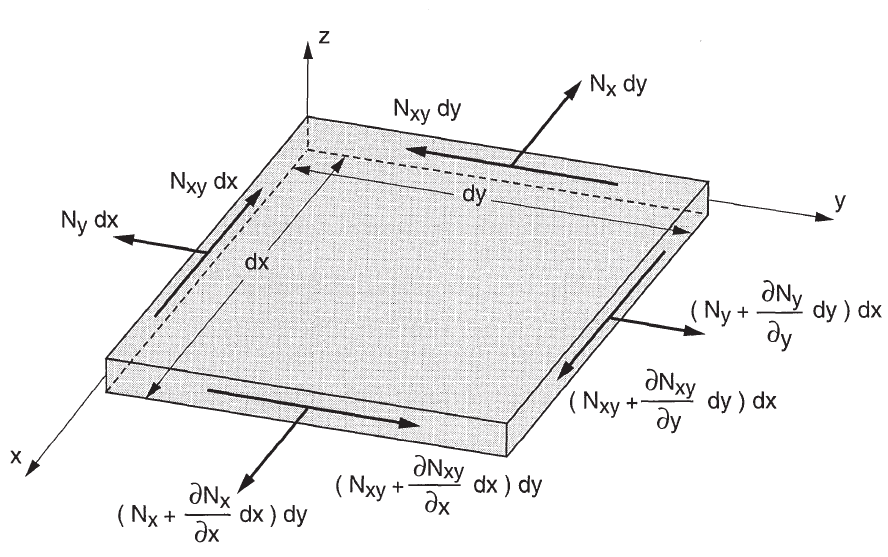 z
N_x dy
N_xy dy
N_xy dx
dy
y
N_y dx
dx
( N_y + ∂N_y/∂y dy ) dx
( N_xy + ∂N_xy/∂y dy ) dx
x
( N_xy + ∂N_xy/∂x dx ) dy
( N_x + ∂N_x/∂x dx ) dy